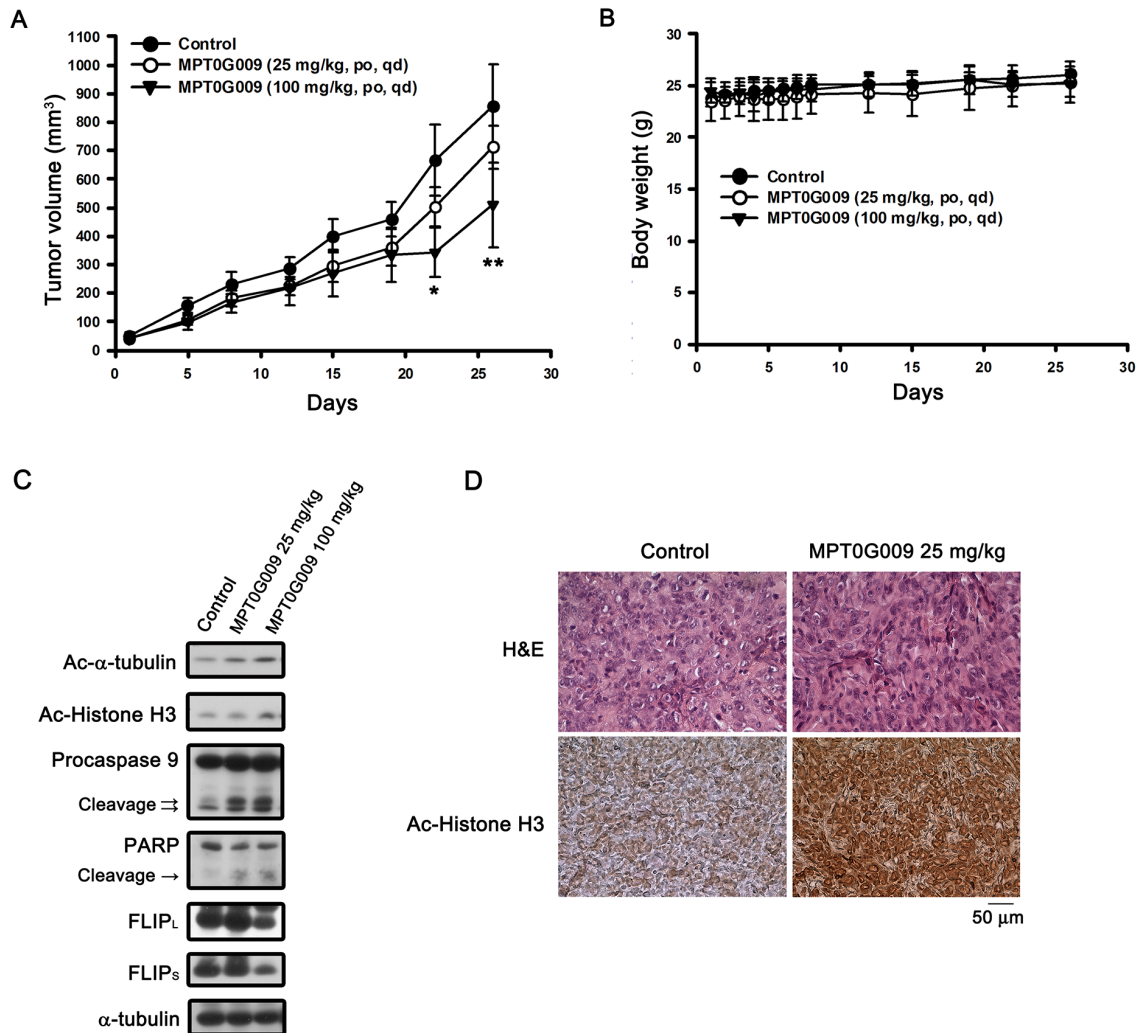 A
Tumor volume (mm³)
1100
1000
900
800
700
600
500
400
300
200
100
0
Control
MPT0G009 (25 mg/kg, po, qd)
MPT0G009 (100 mg/kg, po, qd)
*
**
0 5 10 15 20 25 30
Days
B
Body weight (g)
30
25
20
15
10
5
0
Control
MPT0G009 (25 mg/kg, po, qd)
MPT0G009 (100 mg/kg, po, qd)
0 5 10 15 20 25 30
Days
C
Control
MPT0G009 25 mg/kg
MPT0G009 100 mg/kg
Ac-α-tubulin
Ac-Histone H3
Procaspase 9
Cleavage ⇉
PARP
Cleavage →
FLIPL
FLIPS
α-tubulin
D
Control MPT0G009 25 mg/kg
H&E
Ac-Histone H3
50 μm